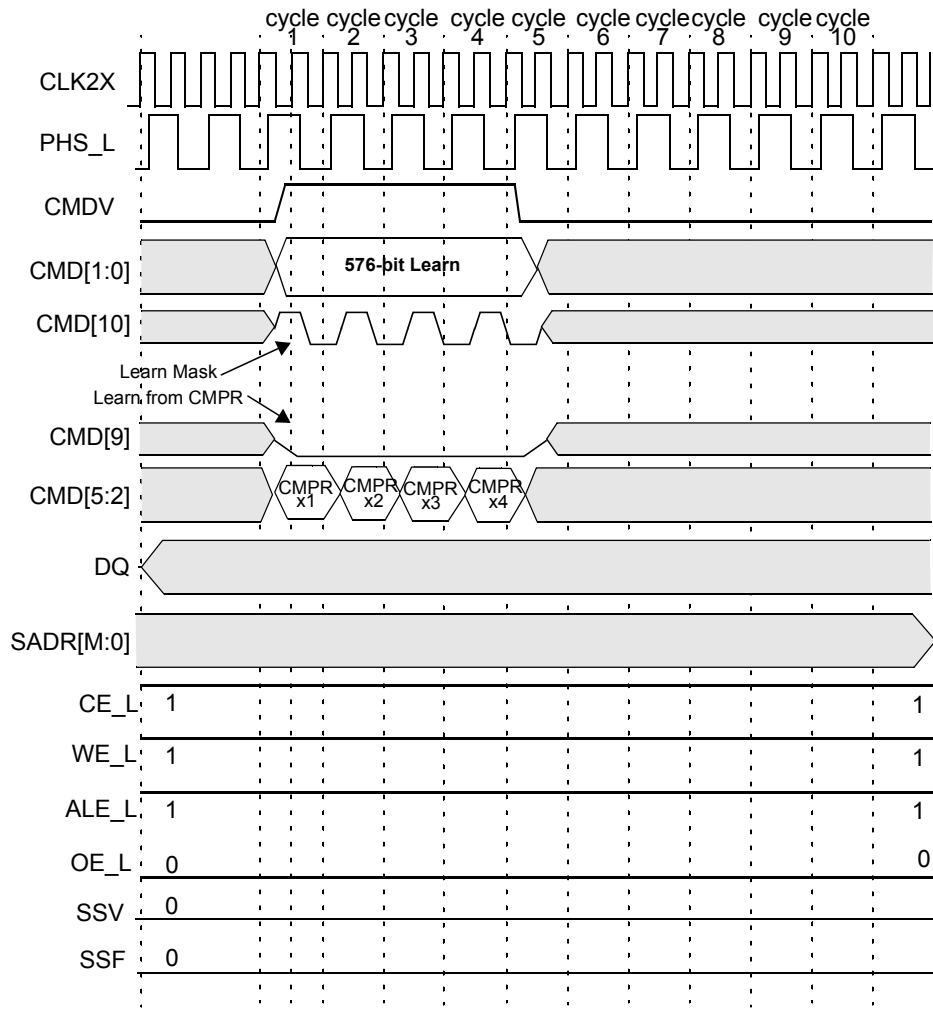 cycle cycle cycle cycle cycle cycle cycle cycle cycle cycle
1 2 3 4 5 6 7 8 9 10
CLK2X
PHS_L
CMDV
CMD[1:0]
576-bit Learn
CMD[10]
Learn Mask
Learn from CMPR
CMD[9]
CMD[5:2]
CMPR CMPR CMPR CMPR
x1 x2 x3 x4
DQ
SADR[M:0]
CE_L 1 1
WE_L 1 1
ALE_L 1 1
OE_L 0 0
SSV 0
SSF 0